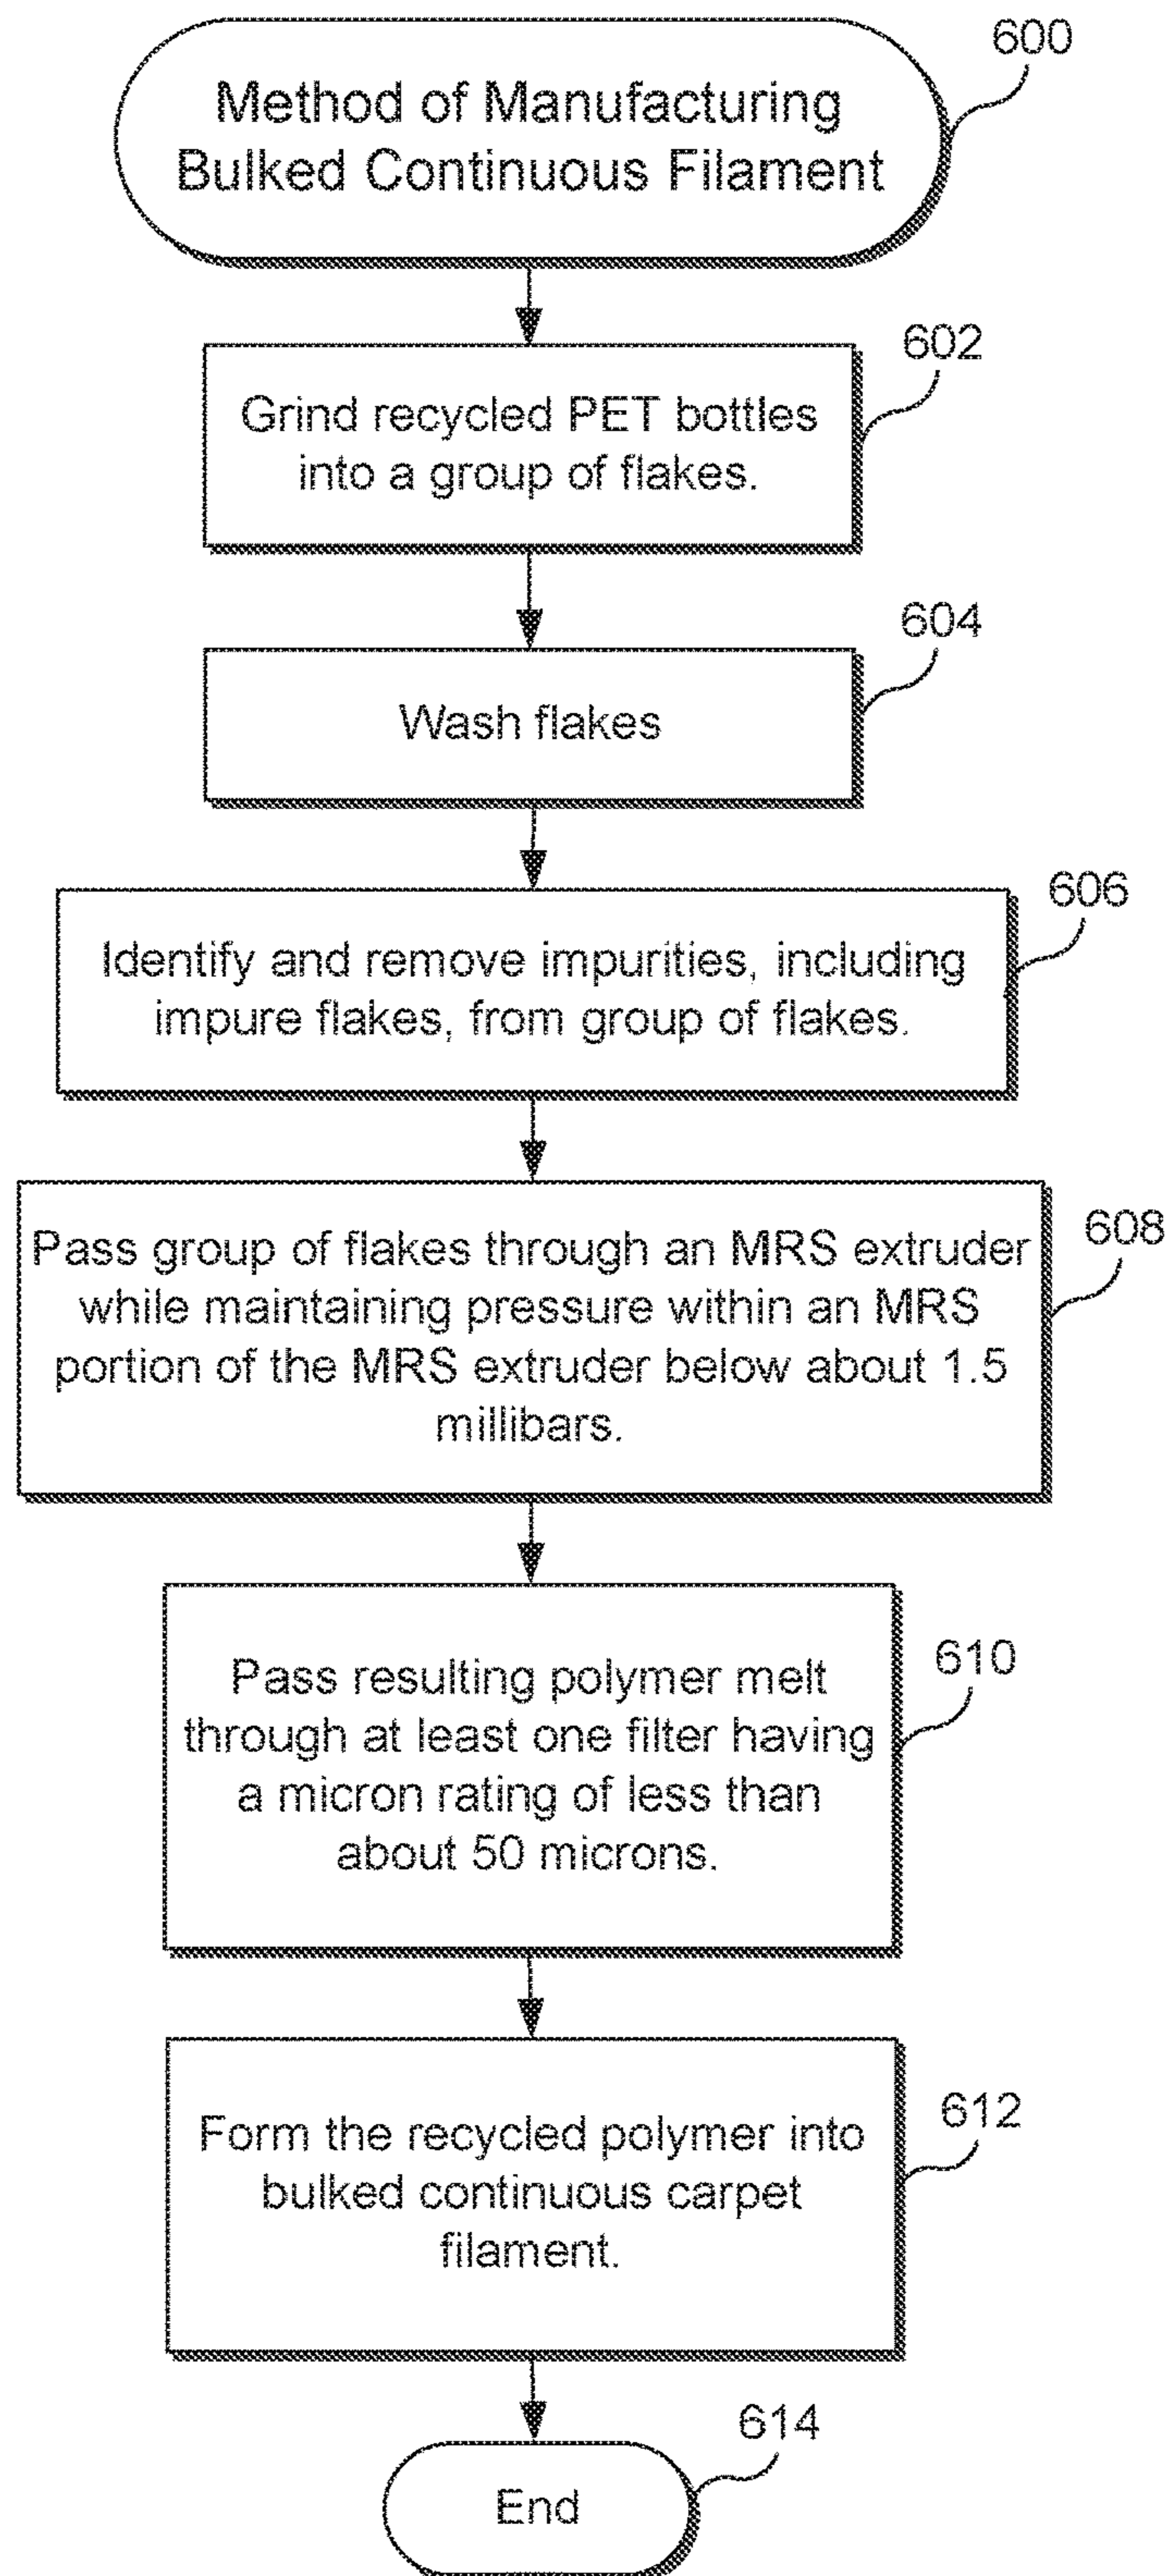 600
Method of Manufacturing
Bulked Continuous Filament
602
Grind recycled PET bottles
into a group of flakes.
604
Wash flakes
606
Identify and remove impurities, including
impure flakes, from group of flakes.
608
Pass group of flakes through an MRS extruder
while maintaining pressure within an MRS
portion of the MRS extruder below about 1.5
millibars.
610
Pass resulting polymer melt
through at least one filter having
a micron rating of less than
about 50 microns.
612
Form the recycled polymer into
bulked continuous carpet
filament.
614
End